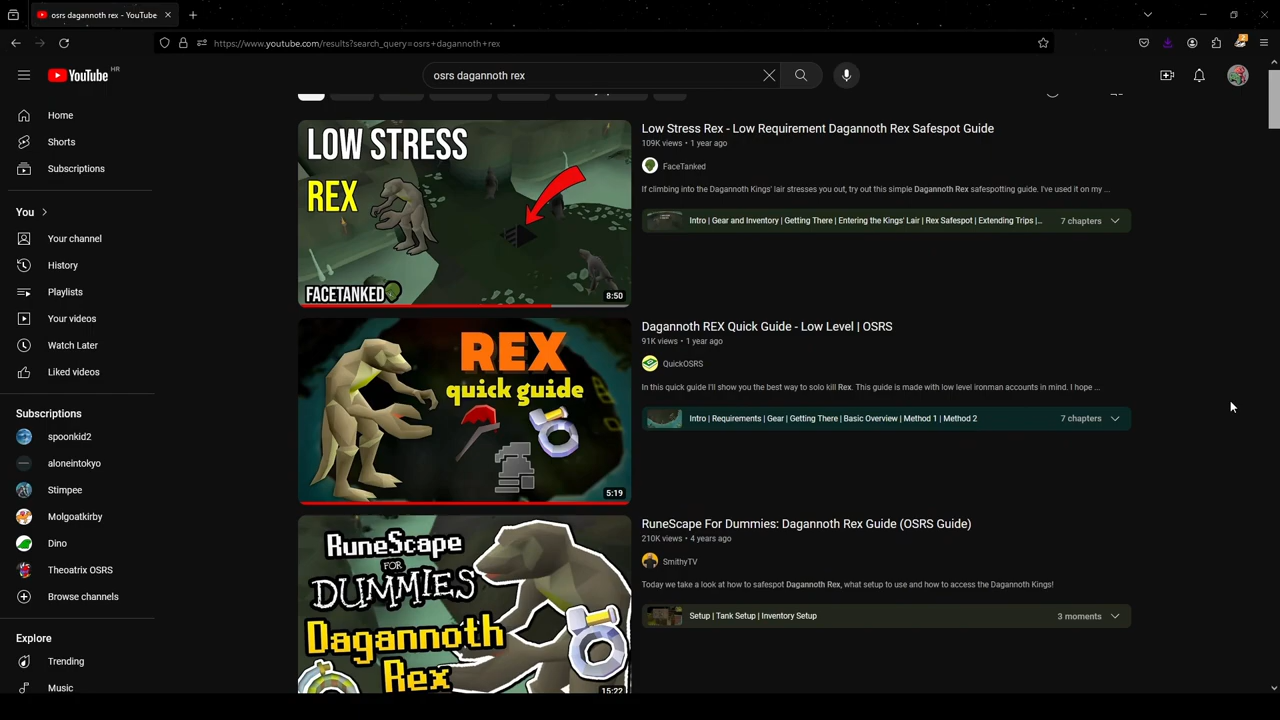 osrs dagannoth rex - YouTube
https://www.youtube.com/results?search_query=osrs+dagannoth+rex
YouTube HR
osrs dagannoth rex
Home
Shorts
Subscriptions
You
Your channel
History
Playlists
Your videos
Watch Later
Liked videos
Subscriptions
spoonkid2
aloneintokyo
Stimpee
Molgoatkirby
Dino
Theoatrix OSRS
Browse channels
Explore
Trending
Music
LOW STRESS
REX
FACETANKED
8:50
Low Stress Rex - Low Requirement Dagannoth Rex Safespot Guide
109K views • 1 year ago
FaceTanked
If climbing into the Dagannoth Kings' lair stresses you out, try out this simple Dagannoth Rex safespotting guide. I've used it on my ...
Intro | Gear and Inventory | Getting There | Entering the Kings' Lair | Rex Safespot | Extending Trips |...
7 chapters
REX
quick guide
5:19
Dagannoth REX Quick Guide - Low Level | OSRS
91K views • 1 year ago
QuickOSRS
In this quick guide I'll show you the best way to solo kill Rex. This guide is made with low level ironman accounts in mind. I hope ...
Intro | Requirements | Gear | Getting There | Basic Overview | Method 1 | Method 2
7 chapters
RuneScape
FOR
DUMMIES
Dagannoth
Rex
15:22
RuneScape For Dummies: Dagannoth Rex Guide (OSRS Guide)
210K views • 4 years ago
SmithyTV
Today we take a look at how to safespot Dagannoth Rex, what setup to use and how to access the Dagannoth Kings!
Setup | Tank Setup | Inventory Setup
3 moments